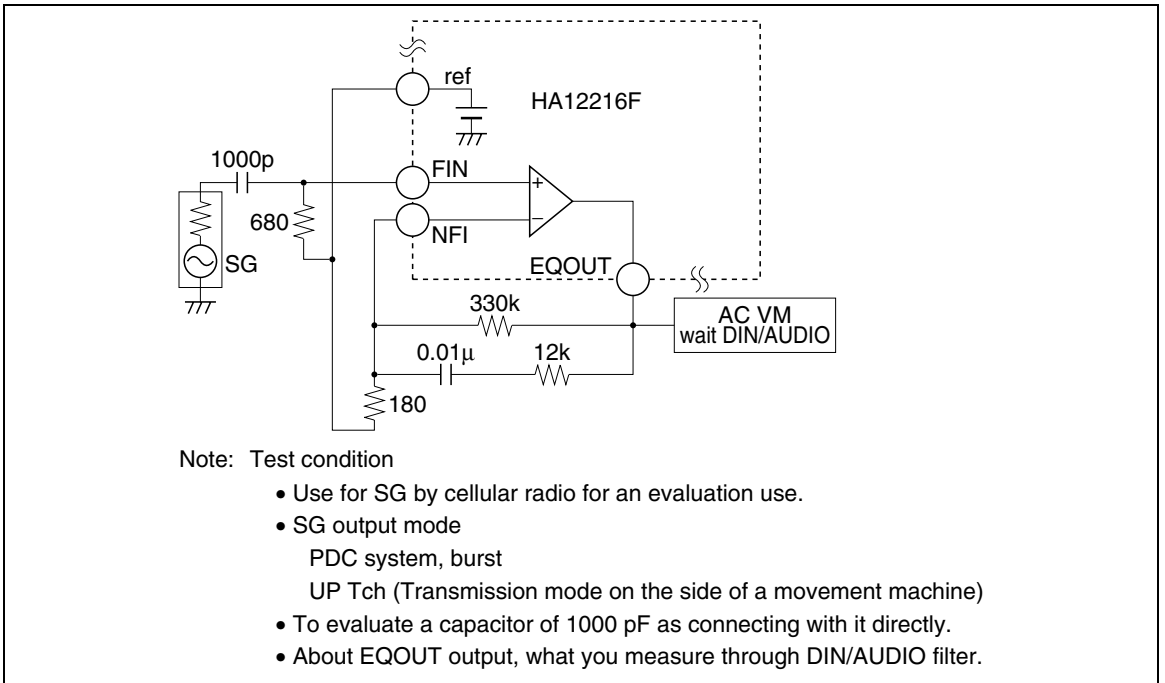 ref
HA12216F
1000p
FIN
680
NFI
SG
EQOUT
330k
AC VM
wait DIN/AUDIO
0.01μ
12k
180
Note: Test condition
• Use for SG by cellular radio for an evaluation use.
• SG output mode
PDC system, burst
UP Tch (Transmission mode on the side of a movement machine)
• To evaluate a capacitor of 1000 pF as connecting with it directly.
• About EQOUT output, what you measure through DIN/AUDIO filter.